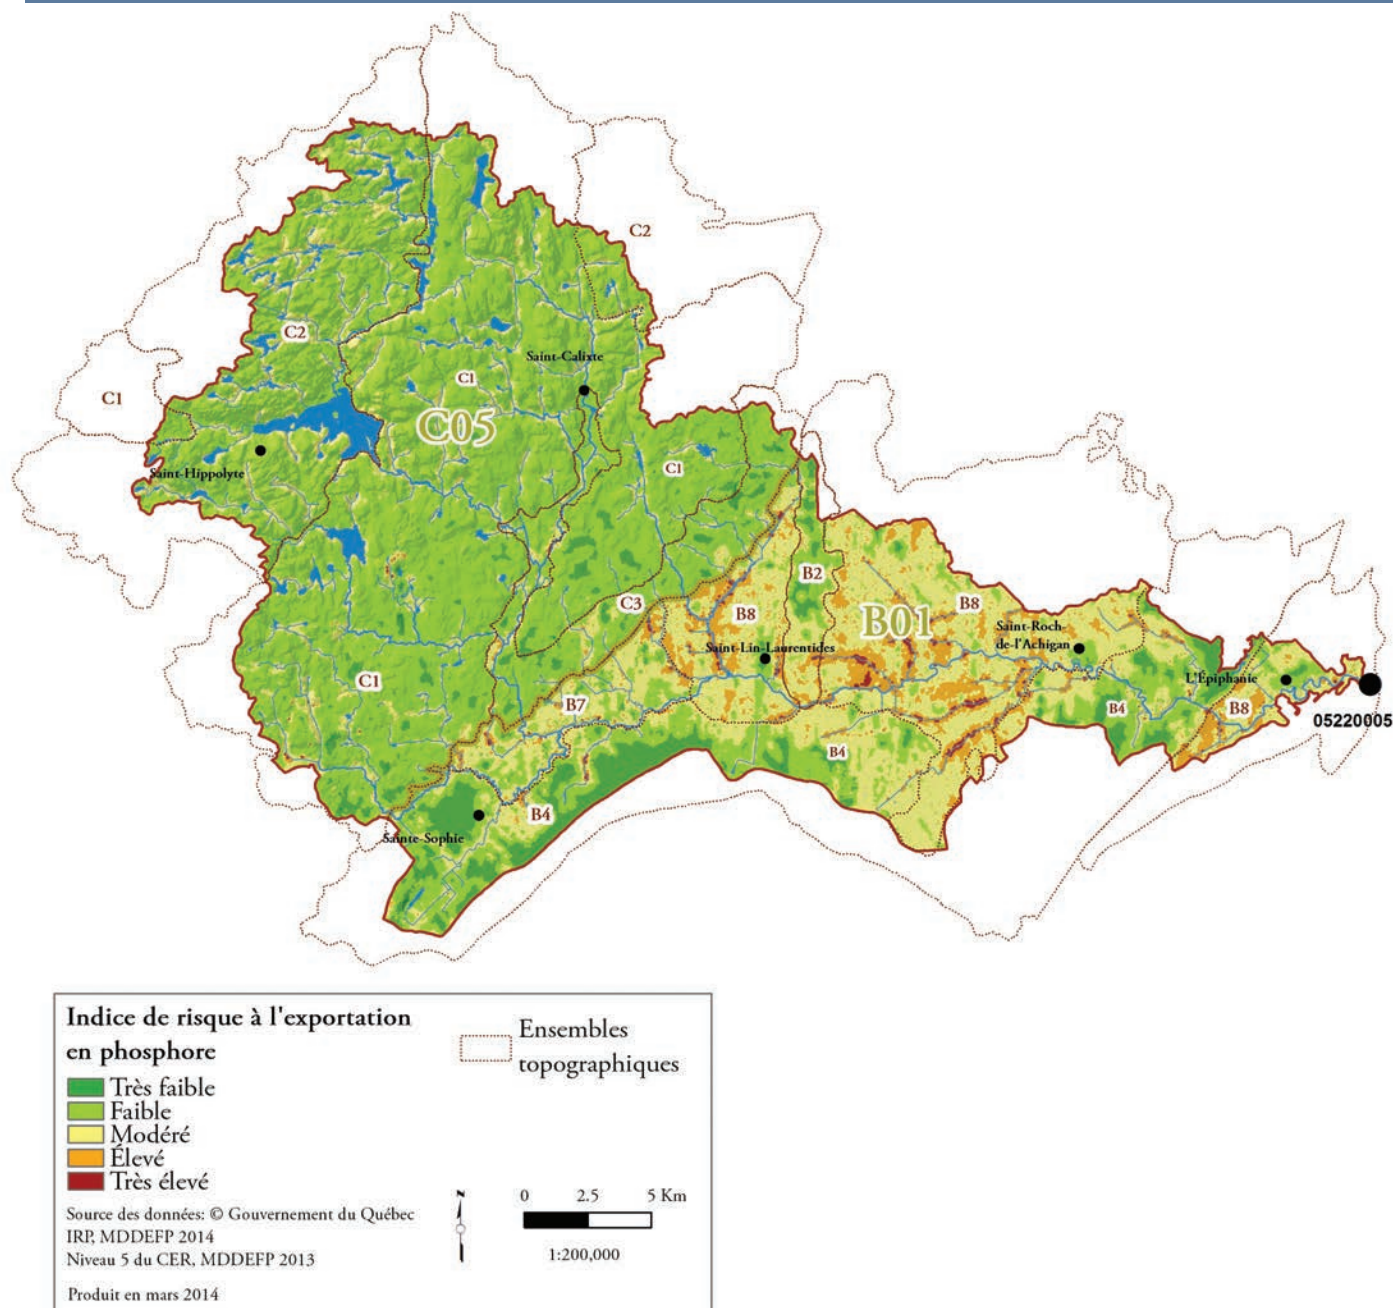 C2
C2
C1
Saint-Calixte
C1
C05
Saint-Hippolyte
C1
B2
C3
B8
B01
B8
Saint-Roch-
de-l'Achigan
Saint-Lin-Laurentides
C1
L'Épiphanie
B7
B4
B8
05220005
B4
B4
Sainte-Sophie
Indice de risque à l'exportation
en phosphore
Très faible
Faible
Modéré
Élevé
Très élevé
Ensembles
topographiques
Source des données: © Gouvernement du Québec
IRP, MDDEFP 2014
Niveau 5 du CER, MDDEFP 2013
Produit en mars 2014
N
0 2.5 5 Km
1:200,000